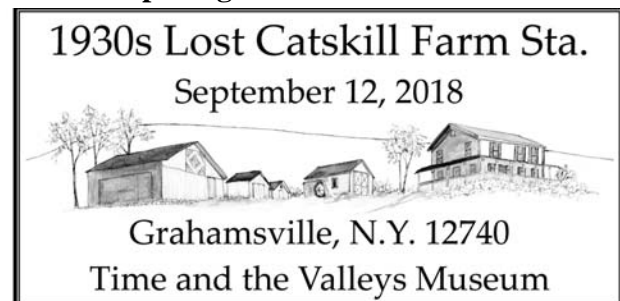 1930s Lost Catskill Farm Sta.
September 12, 2018
Grahamsville, N.Y. 12740
Time and the Valleys Museum